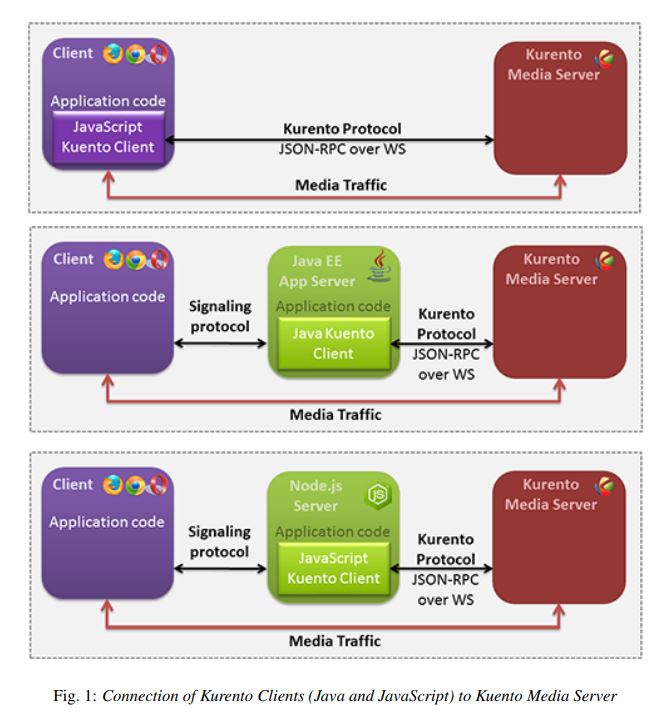 Client
Application code
JavaScript
Kuento Client
Kurento Protocol
JSON-RPC over WS
Kurento
Media Server
Media Traffic
Client
Application code
Signaling
protocol
Java EE
App Server
Application code
Java Kuento
Client
Kurento
Protocol
JSON-RPC
over WS
Kurento
Media Server
Media Traffic
Client
Application code
Signaling
protocol
Node.js
Server
JS
Application code
JavaScript
Kuento Client
Kurento
Protocol
JSON-RPC
over WS
Kurento
Media Server
Media Traffic
Fig. 1: Connection of Kurento Clients (Java and JavaScript) to Kuento Media Server